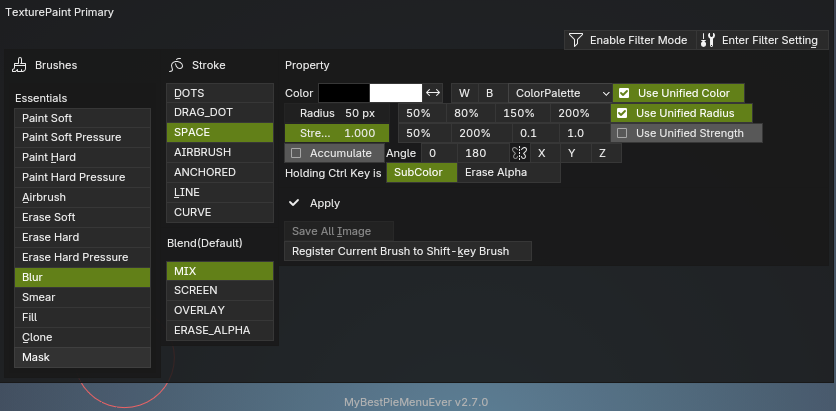 TexturePaint Primary
Enable Filter Mode
Enter Filter Setting
Brushes
Essentials
Paint Soft
Paint Soft Pressure
Paint Hard
Paint Hard Pressure
Airbrush
Erase Soft
Erase Hard
Erase Hard Pressure
Blur
Smear
Fill
Clone
Mask
Stroke
DOTS
DRAG_DOT
SPACE
AIRBRUSH
ANCHORED
LINE
CURVE
Blend(Default)
MIX
SCREEN
OVERLAY
ERASE_ALPHA
Property
Color W B ColorPalette Use Unified Color
Radius 50 px 50% 80% 150% 200% Use Unified Radius
Stre... 1.000 50% 200% 0.1 1.0 Use Unified Strength
Accumulate Angle 0 180 X Y Z
Holding Ctrl Key is SubColor Erase Alpha
Apply
Save All Image
Register Current Brush to Shift-key Brush
MyBestPieMenuEver v2.7.0